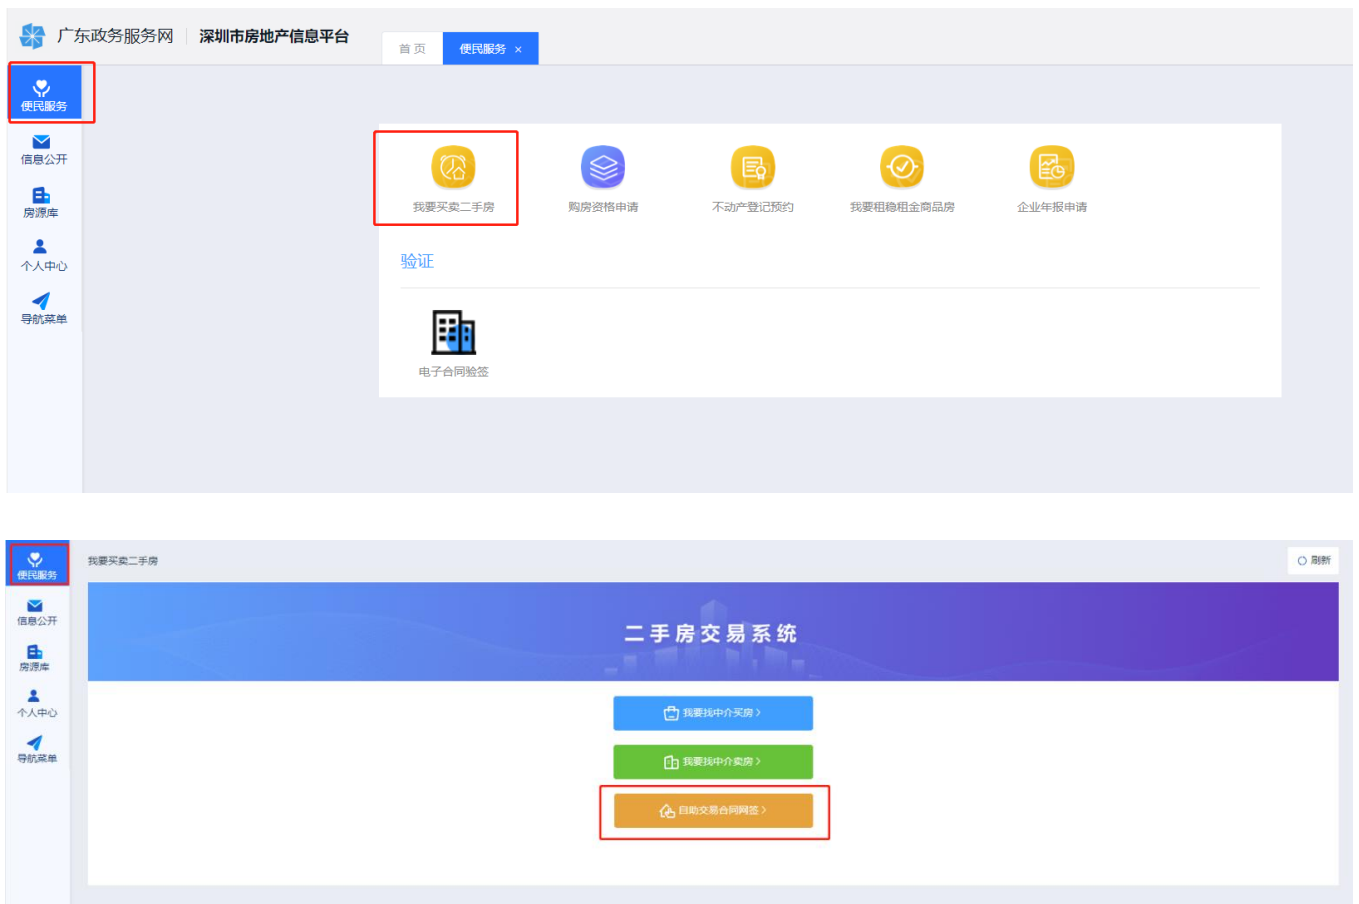 广东政务服务网 深圳市房地产信息平台
首页 便民服务 ×
便民服务
信息公开
房源库
个人中心
导航菜单
我要买卖二手房 购房资格申请 不动产登记预约 我要租稳租金商品房 企业年报申请
验证
电子合同验签
便民服务
信息公开
房源库
个人中心
导航菜单
我要买卖二手房 刷新
二手房交易系统
我要找中介买房 >
我要找中介卖房 >
自助交易合同网签 >